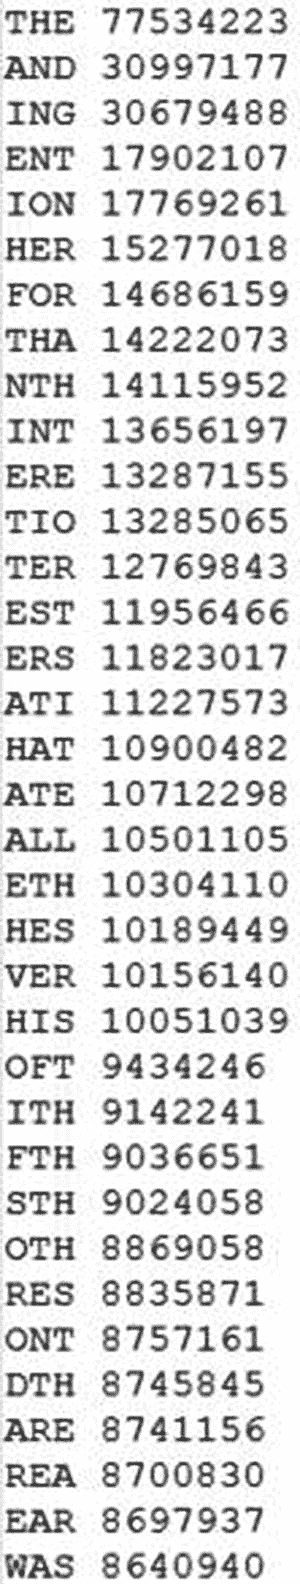 THE 77534223
AND 30997177
ING 30679488
ENT 17902107
ION 17769261
HER 15277018
FOR 14686159
THA 14222073
NTH 14115952
INT 13656197
ERE 13287155
TIO 13285065
TER 12769843
EST 11956466
ERS 11823017
ATI 11227573
HAT 10900482
ATE 10712298
ALL 10501105
ETH 10304110
HES 10189449
VER 10156140
HIS 10051039
OFT 9434246
ITH 9142241
FTH 9036651
STH 9024058
OTH 8869058
RES 8835871
ONT 8757161
DTH 8745845
ARE 8741156
REA 8700830
EAR 8697937
WAS 8640940